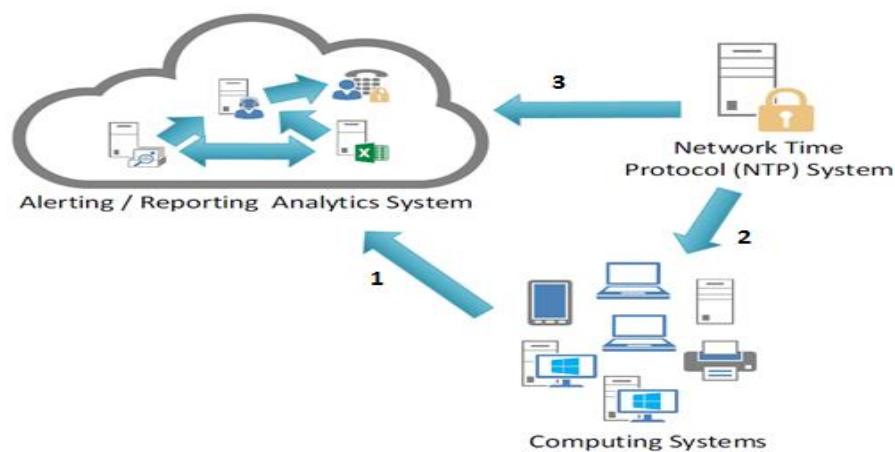 3
Network Time
Protocol (NTP) System
Alerting / Reporting Analytics System
2
1
Computing Systems